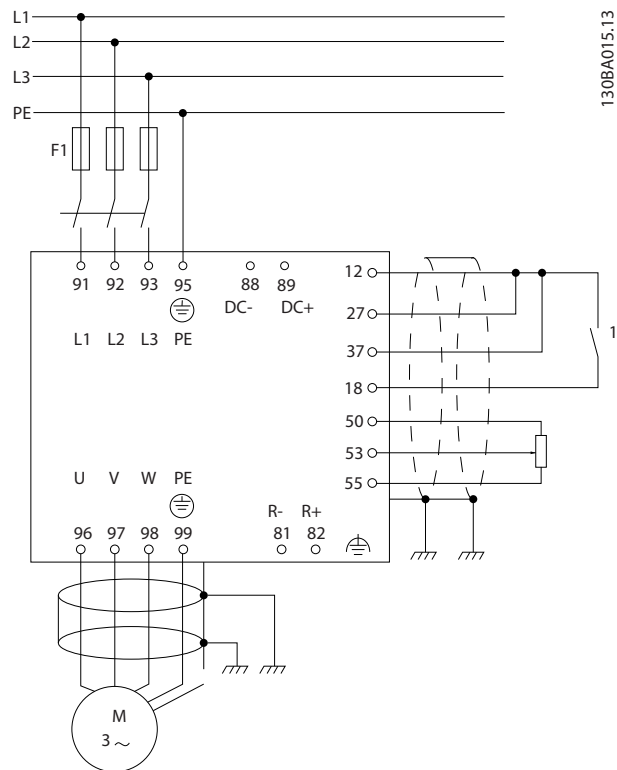 130BA015.13
L1
L2
L3
PE
F1
91 92 93 95 88 89
DC- DC+
L1 L2 L3 PE
12
27
37
1
18
50
53
55
U V W PE
R- R+
96 97 98 99 81 82
M
3 ~